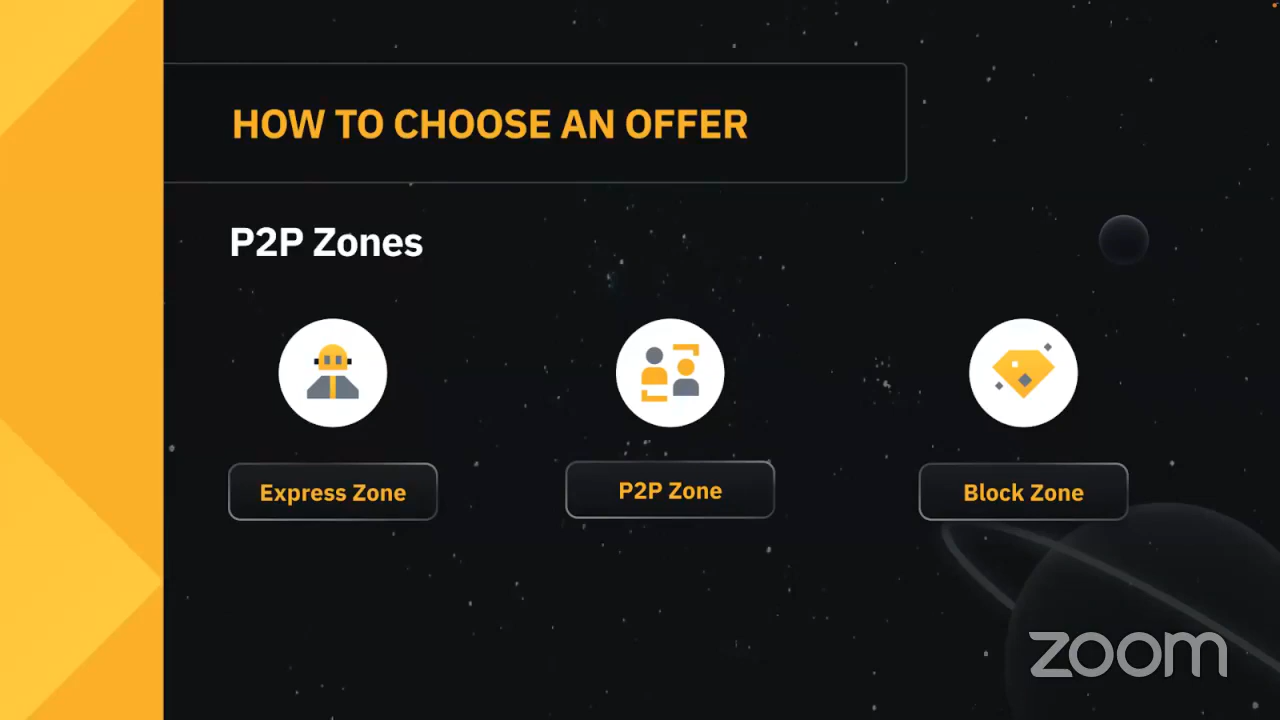 HOW TO CHOOSE AN OFFER
P2P Zones
Express Zone
P2P Zone
Block Zone
zoom